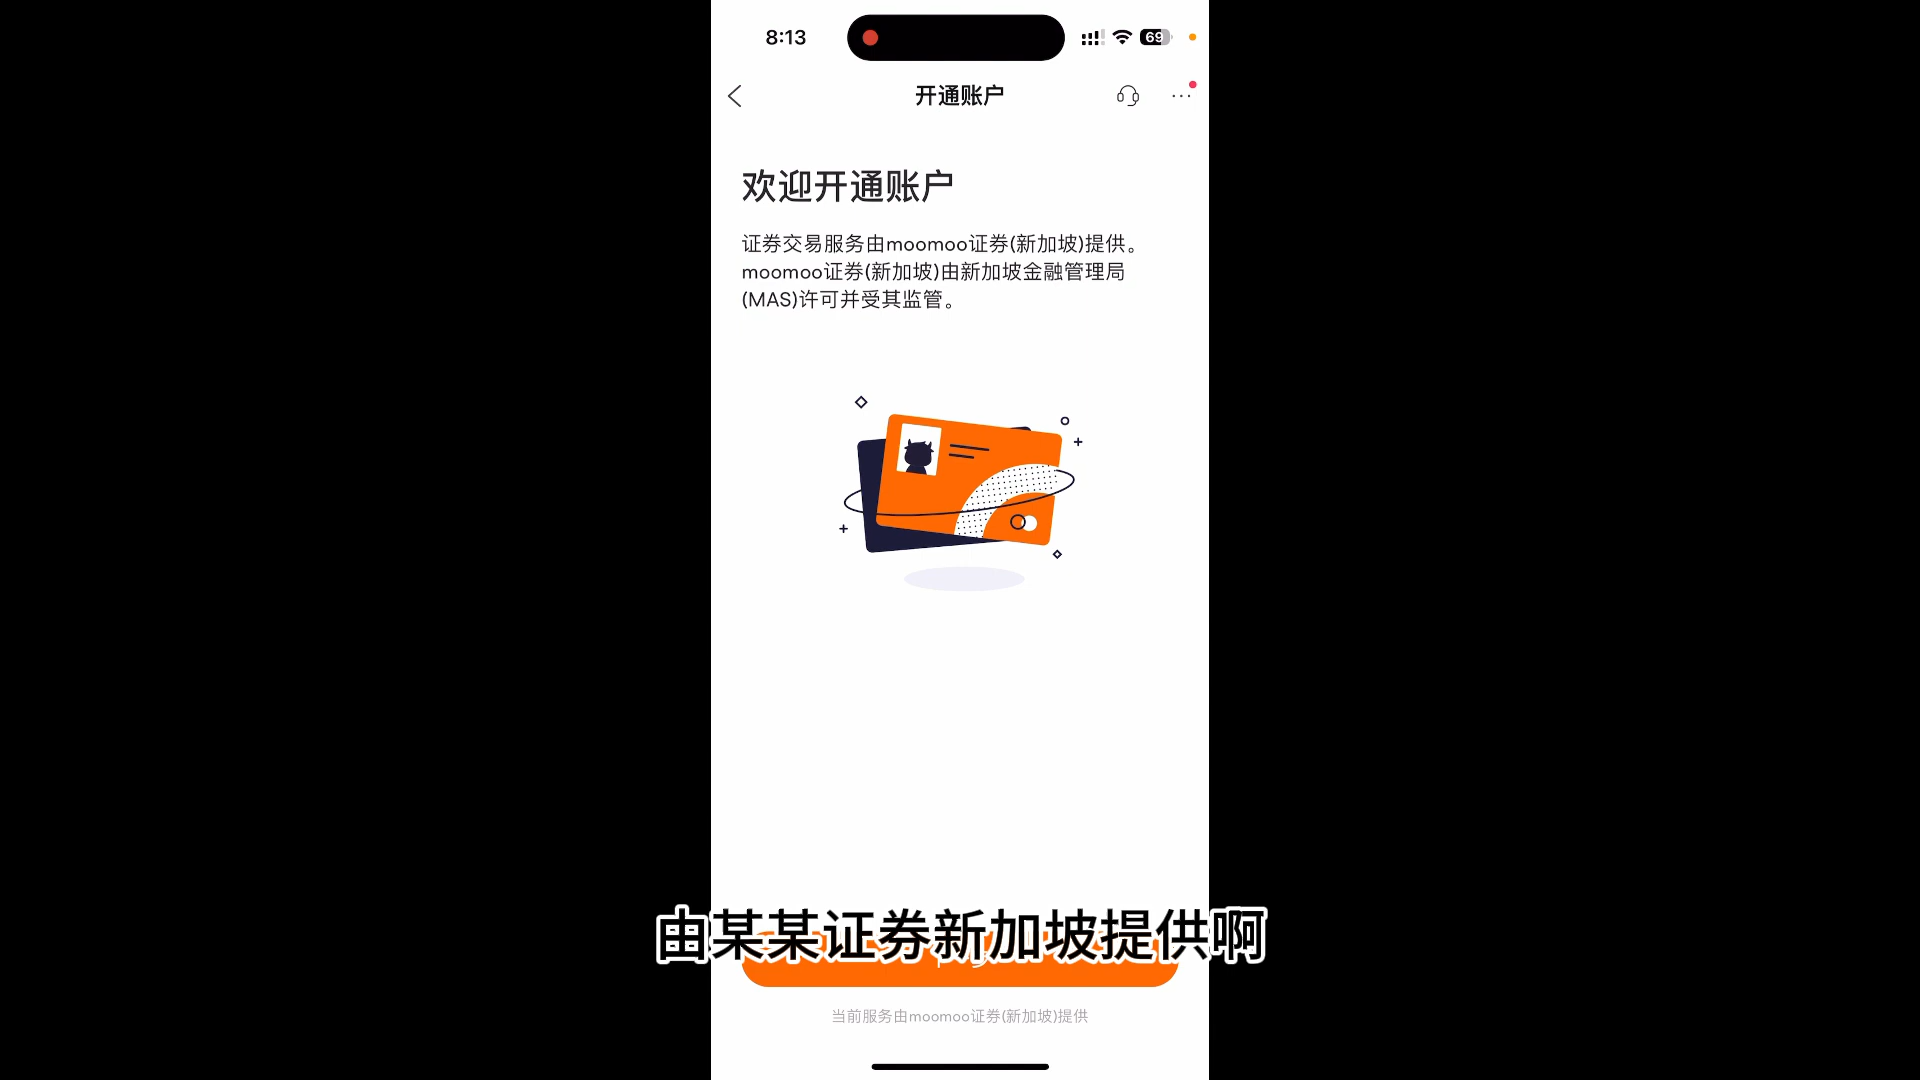 8:13
69
开通账户
欢迎开通账户
证券交易服务由moomoo证券(新加坡)提供。
moomoo证券(新加坡)由新加坡金融管理局
(MAS)许可并受其监管。
由某某证券新加坡提供啊
当前服务由moomoo证券(新加坡)提供